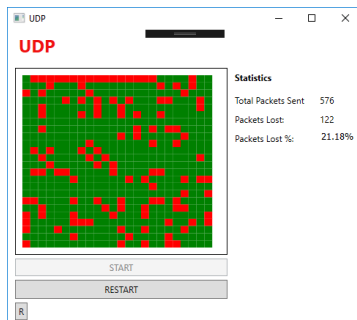 UDP
UDP
Statistics
Total Packets Sent 576
Packets Lost: 122
Packets Lost %: 21.18%
START
RESTART
R